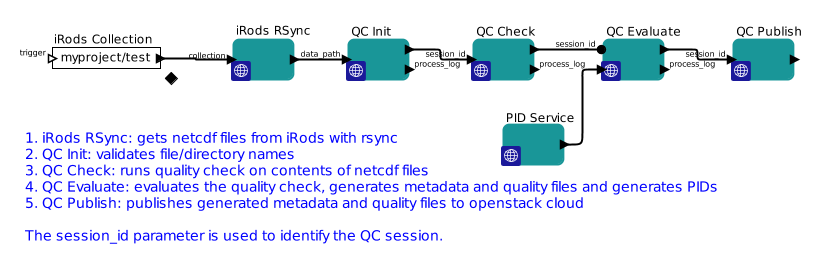 iRods Collection
trigger
myproject/test
collection
iRods RSync
data_path
QC Init
session_id
process_log
QC Check
session_id
process_log
QC Evaluate
session_id
process_log
QC Publish
PID Service
1. iRods RSync: gets netcdf files from iRods with rsync
2. QC Init: validates file/directory names
3. QC Check: runs quality check on contents of netcdf files
4. QC Evaluate: evaluates the quality check, generates metadata and quality files and generates PIDs
5. QC Publish: publishes generated metadata and quality files to openstack cloud
The session_id parameter is used to identify the QC session.